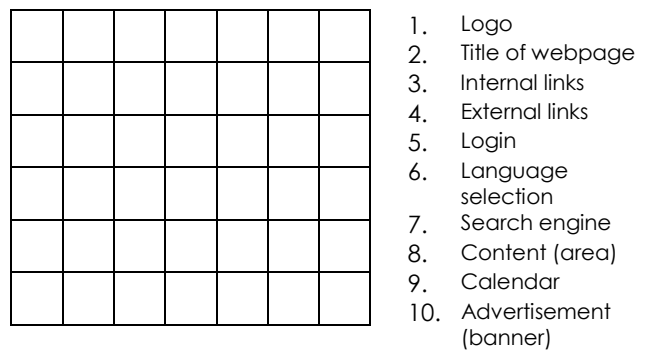 1. Logo
2. Title of webpage
3. Internal links
4. External links
5. Login
6. Language
selection
7. Search engine
8. Content (area)
9. Calendar
10. Advertisement
(banner)